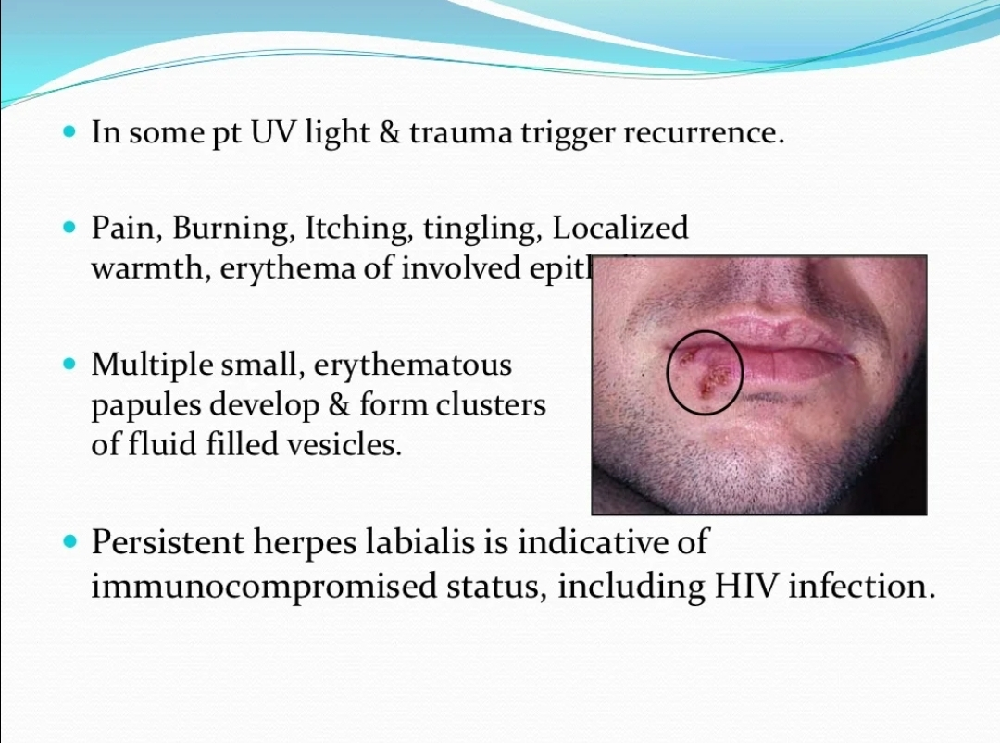 In some pt UV light & trauma trigger recurrence.
Pain, Burning, Itching, tingling, Localized
warmth, erythema of involved
Multiple small, erythematous
papules develop & form clusters
of fluid filled vesicles.
Persistent herpes labialis is indicative of
immunocompromised status, including HIV infection.